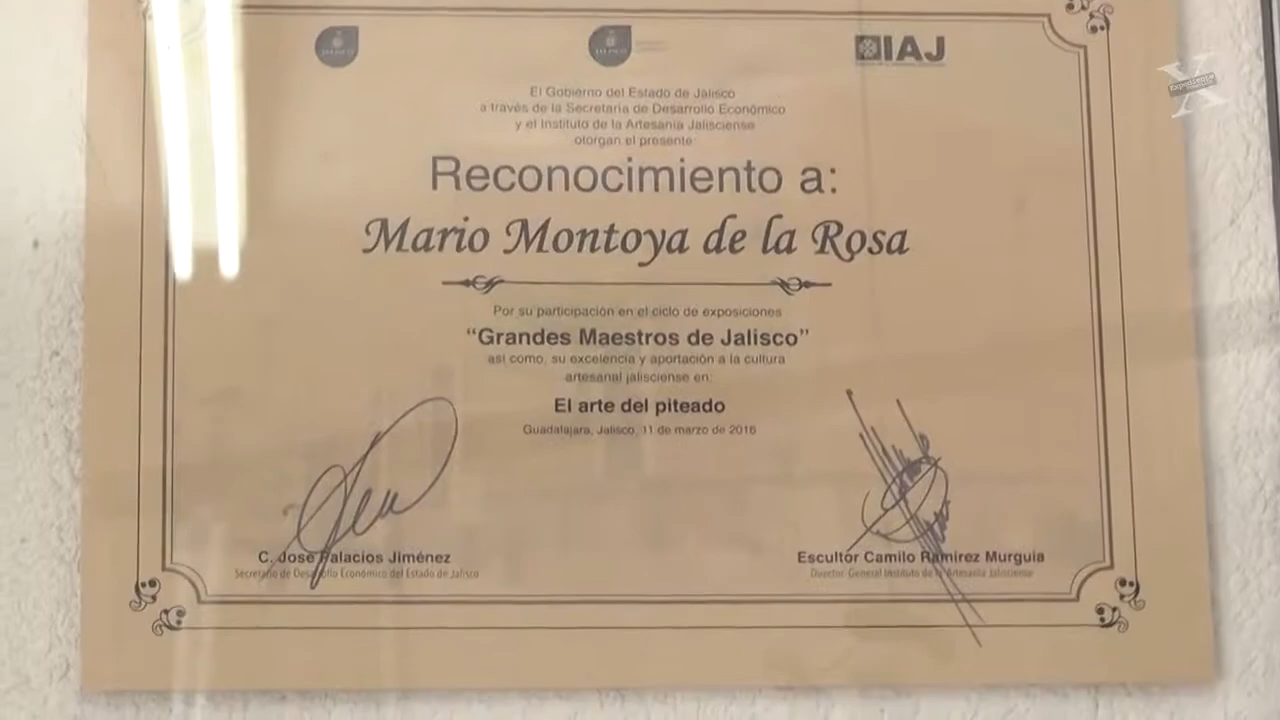 IAJ
El Gobierno del Estado de Jalisco
a través de la Secretaría de Desarrollo Económico
y el Instituto de la Artesanía Jalisciense
otorgan el presente:
Reconocimiento a:
Mario Montoya de la Rosa
Por su participación en el ciclo de exposiciones
“Grandes Maestros de Jalisco”
así como, su excelencia y aportación a la cultura
artesanal jalisciense en:
El arte del piteado
Guadalajara, Jalisco, 11 de marzo de 2016
C. José Palacios Jiménez
Secretario de Desarrollo Económico del Estado de Jalisco
Escultor Camilo Ramírez Murguía
Director General Instituto de la Artesanía Jalisciense